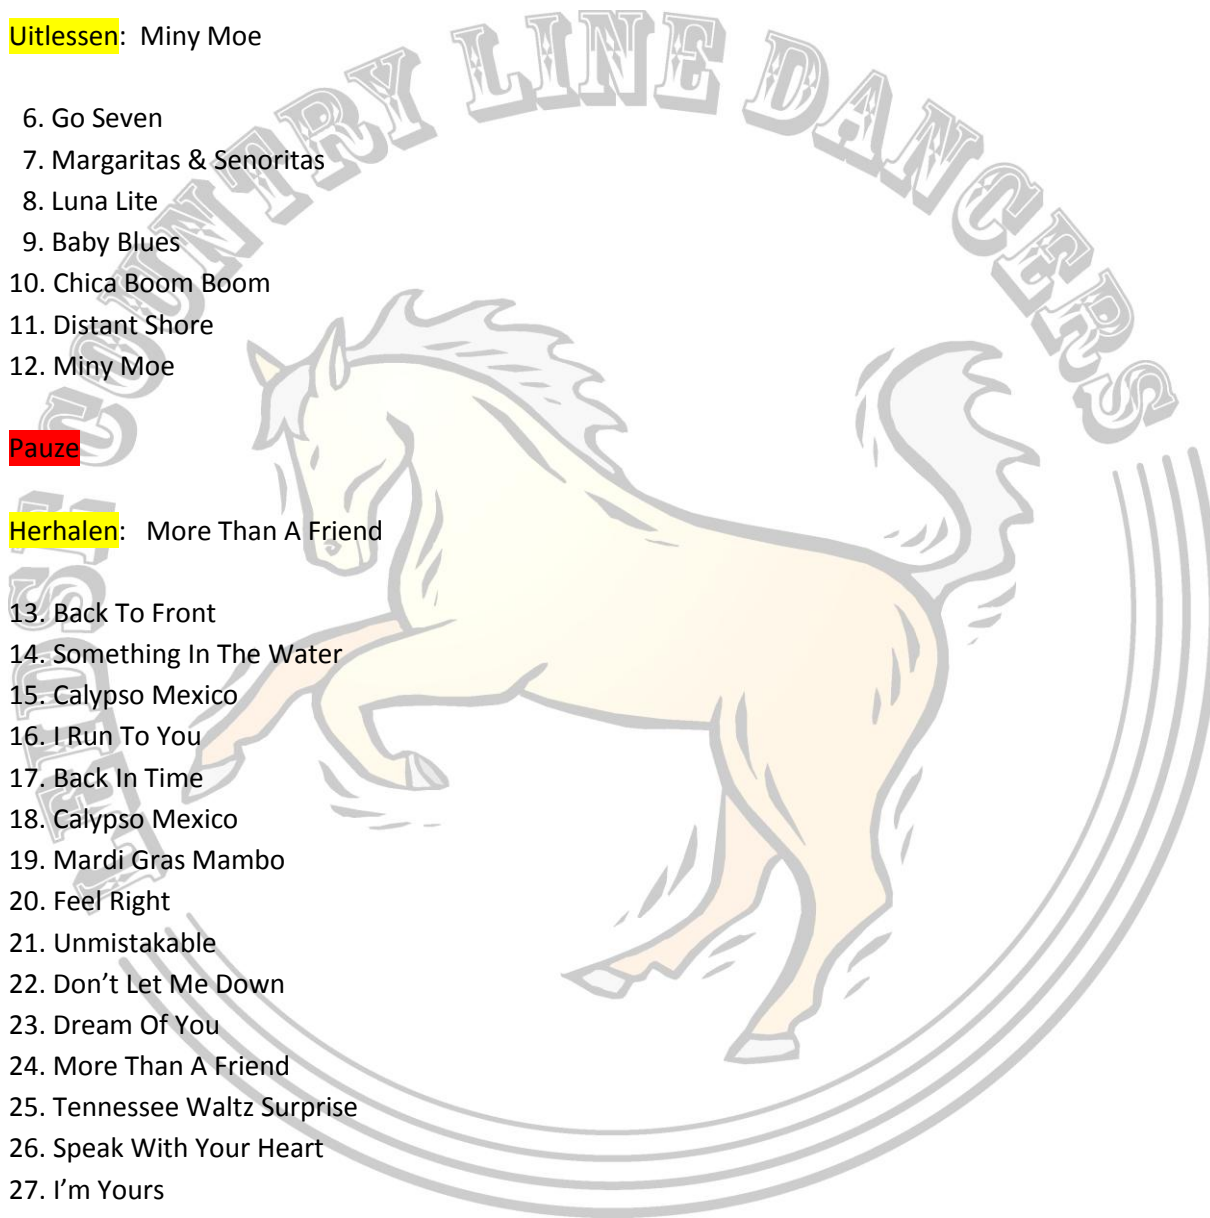 Uitlessen:  Miny Moe
6. Go Seven
7. Margaritas & Senoritas
8. Luna Lite
9. Baby Blues
10. Chica Boom Boom
11. Distant Shore
12. Miny Moe
Pauze
Herhalen:   More Than A Friend
13. Back To Front
14. Something In The Water
15. Calypso Mexico
16. I Run To You
17. Back In Time
18. Calypso Mexico
19. Mardi Gras Mambo
20. Feel Right
21. Unmistakable
22. Don’t Let Me Down
23. Dream Of You
24. More Than A Friend
25. Tennessee Waltz Surprise
26. Speak With Your Heart
27. I’m Yours
COUNTRY LINE DANCERS